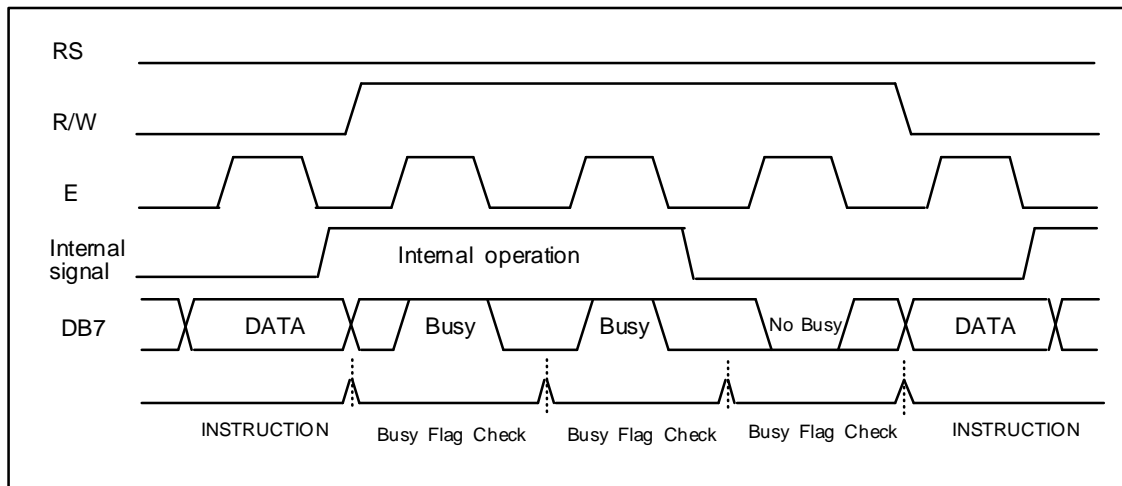 RS
R/W
E
Internal
signal
Internal operation
DB7
DATA
Busy
Busy
No Busy
DATA
INSTRUCTION
Busy Flag Check
Busy Flag Check
Busy Flag Check
INSTRUCTION